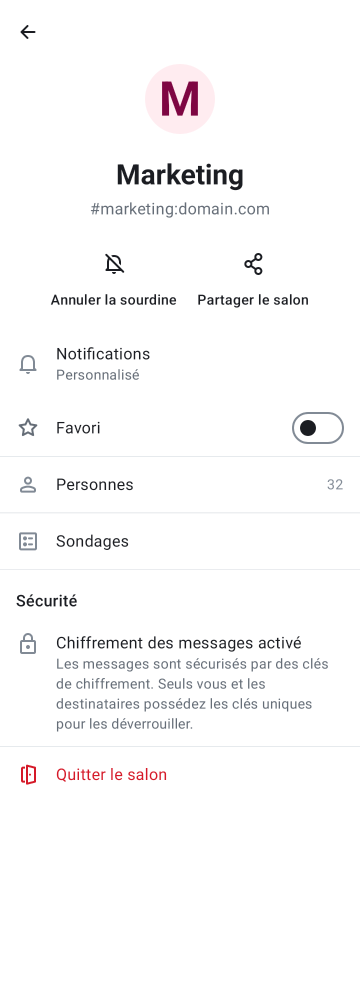 M
Marketing
#marketing:domain.com
Annuler la sourdine
Partager le salon
Notifications
Personnalisé
Favori
Personnes
32
Sondages
Sécurité
Chiffrement des messages activé
Les messages sont sécurisés par des clés
de chiffrement. Seuls vous et les
destinataires possédez les clés uniques
pour les déverrouiller.
Quitter le salon